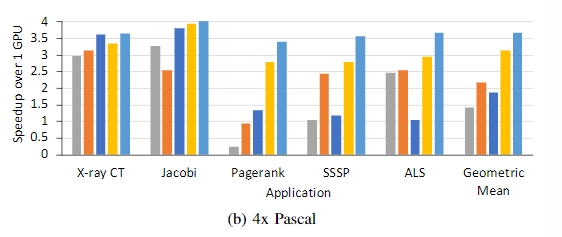 4
3.5
3
2.5
2
1.5
1
0.5
0
Speedup over 1 GPU
X-ray CT
Jacobi
Pagerank
SSSP
ALS
Geometric
Mean
Application
(b) 4x Pascal